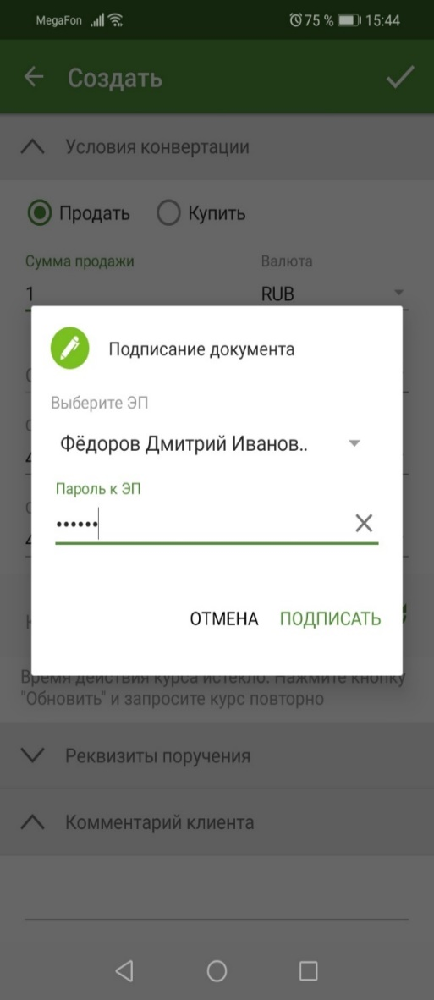 MegaFon 75 % 15:44
Создать
Условия конвертации
Продать Купить
Сумма продажи Валюта
1 RUB
Подписание документа
Выберите ЭП
Фёдоров Дмитрий Иванов..
Пароль к ЭП
••••••
ОТМЕНА ПОДПИСАТЬ
Время действия курса истекло. Нажмите кнопку
"Обновить" и запросите курс повторно
Реквизиты поручения
Комментарий клиента